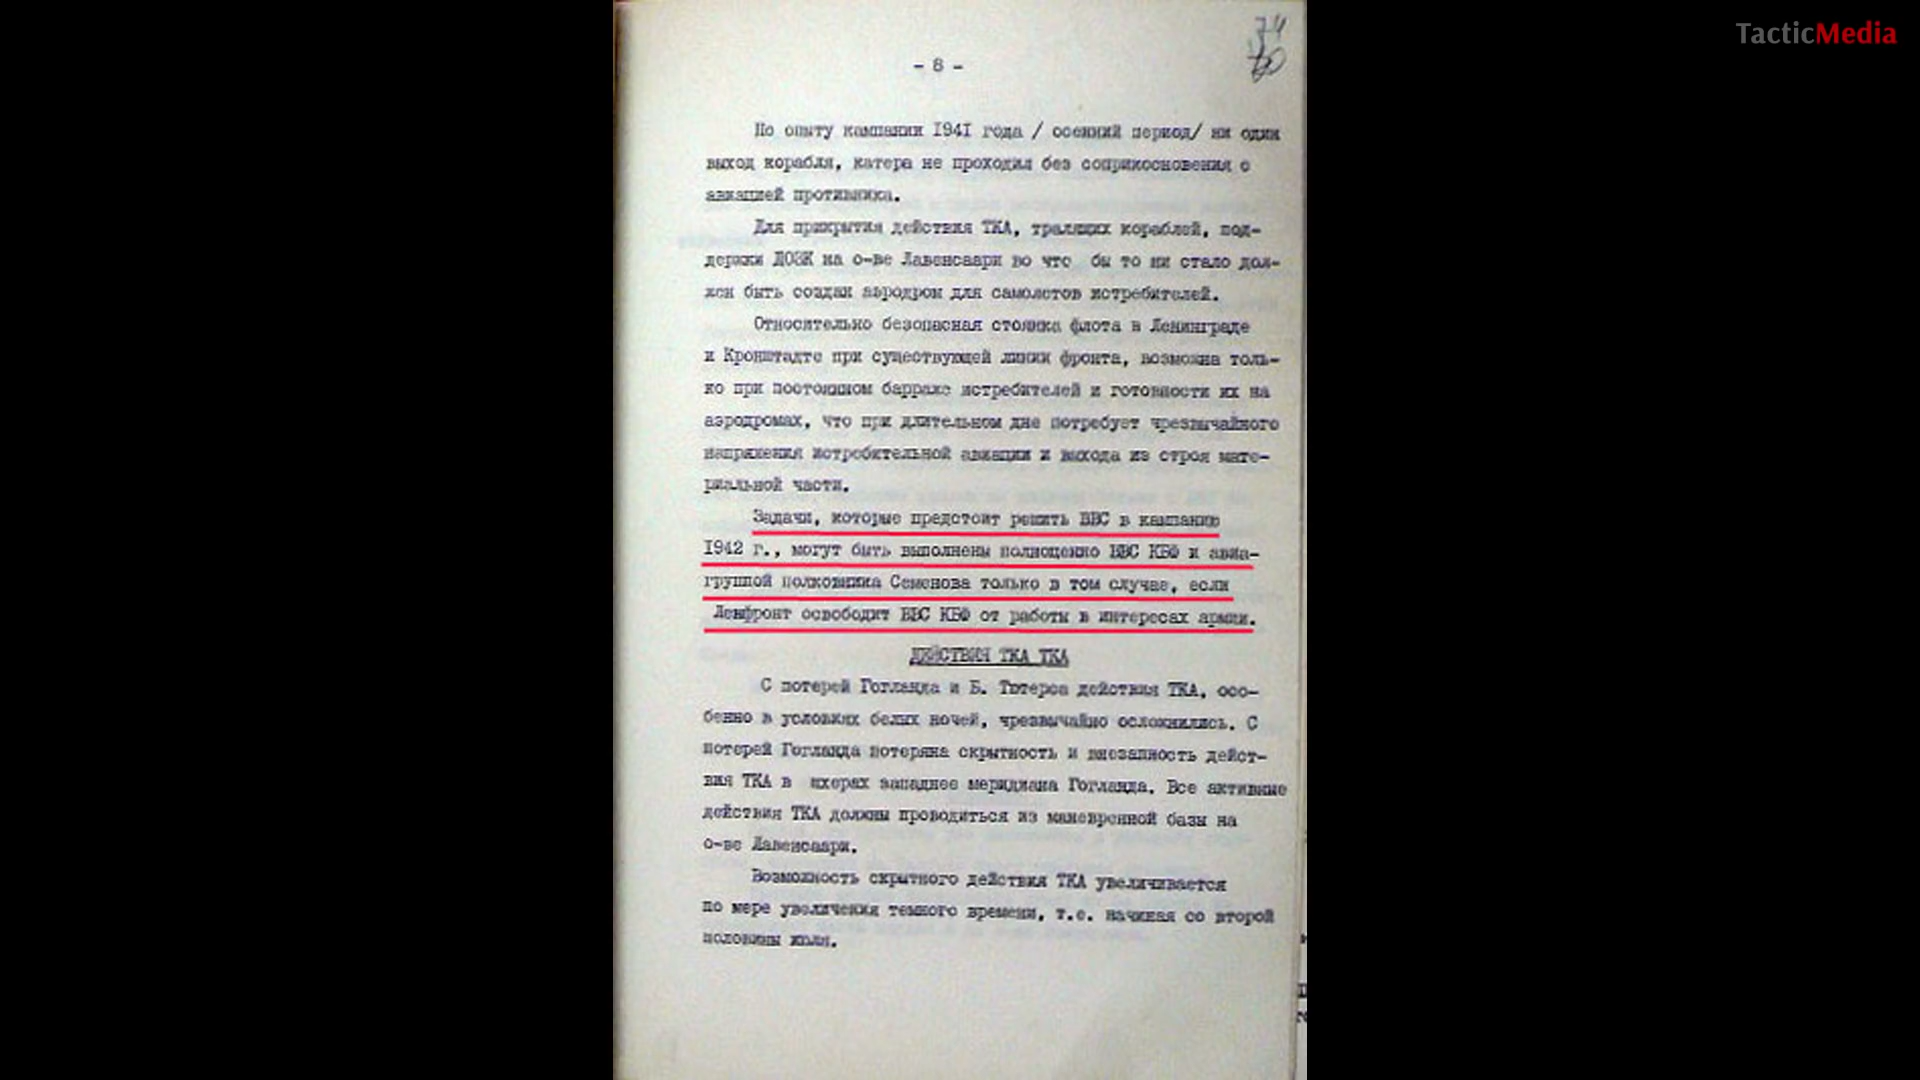 TacticMedia
- 8 -
По опыту кампании 1941 года / осенний период/ ни один
выход корабля, катера не проходил без соприкосновения с
авиацией противника.
Для прикрытия действия ТКА, тралящих кораблей, под-
держки ДОЗК на о-ве Лавенсаари во что бы то ни стало дол-
жен быть создан аэродром для самолетов истребителей.
Относительно безопасная стоянка флота в Ленинграде
и Кронштадте при существующей линии фронта, возможна толь-
ко при постоянном барраже истребителей и готовности их на
аэродромах, что при длительном дне потребует чрезвычайного
напряжения истребительной авиации и выхода из строя мате-
риальной части.
Задачи, которые предстоит решить ВВС в кампанию
1942 г., могут быть выполнены полноценно ВВС КБФ и авиа-
группой полковника Семенова только в том случае, если
Ленфронт освободит ВВС КБФ от работы в интересах армии.
ДЕЙСТВИЯ ТКА ТКА
С потерей Гогланда и Б. Тютерса действия ТКА, осо-
бенно в условиях белых ночей, чрезвычайно осложнились. С
потерей Гогланда потеряна скрытность и внезапность дейст-
вия ТКА в шхерах западнее меридиана Гогланда. Все активные
действия ТКА должны проводиться из маневренной базы на
о-ве Лавенсаари.
Возможность скрытного действия ТКА увеличивается
по мере увеличения темного времени, т.е. начиная со второй
половины июля.